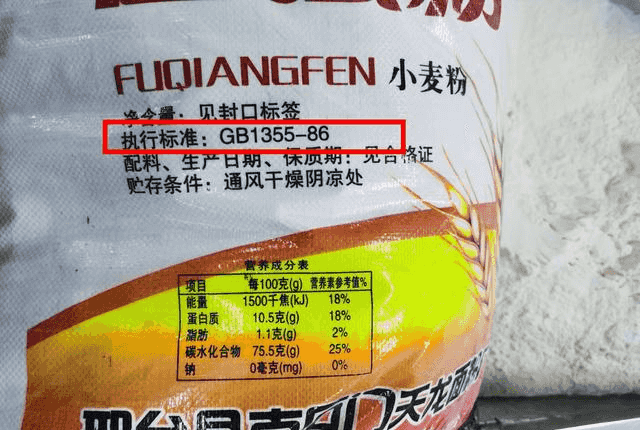 FUQIANGFEN 小麦粉
净含量：见封口标签
执行标准：GB1355-86
配料、生产日期、保质期：见合格证
贮存条件：通风干燥阴凉处
营养成分表
项目 每100克(g) 营养素参考值%
能量 1500千焦(kJ) 18%
蛋白质 10.5克(g) 18%
脂肪 1.1克(g) 2%
碳水化合物 75.5克(g) 25%
钠 0毫克(mg) 0%
天龙面粉